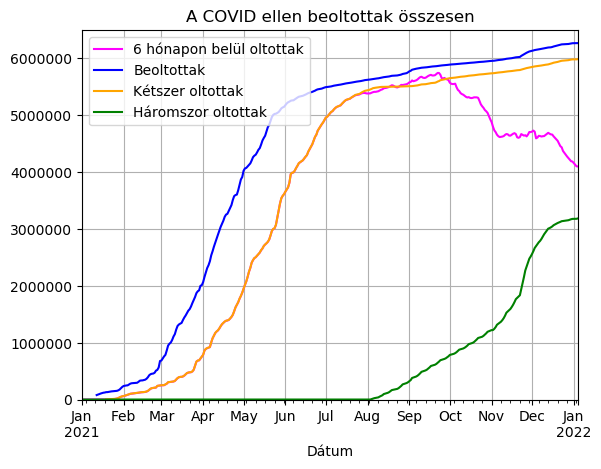 A COVID ellen beoltottak összesen
6 hónapon belül oltottak
Beoltottak
Kétszer oltottak
Háromszor oltottak
6000000
5000000
4000000
3000000
2000000
1000000
0
Jan Feb Mar Apr May Jun Jul Aug Sep Oct Nov Dec Jan
2021 2022
Dátum